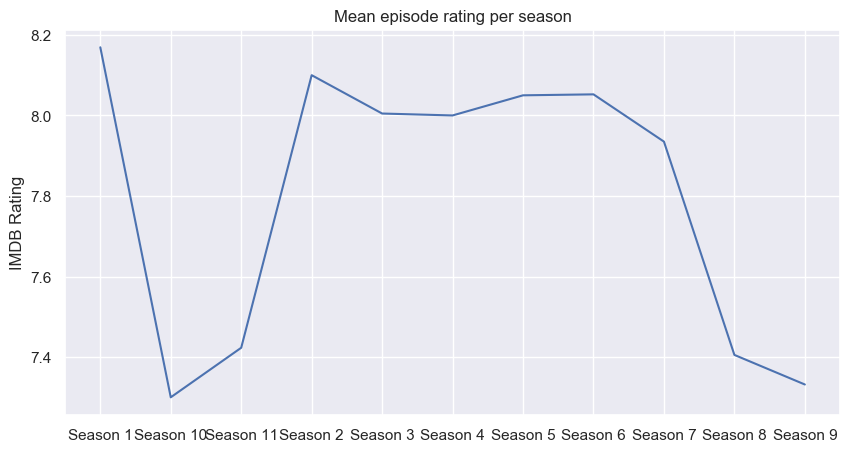 Mean episode rating per season
IMDB Rating
8.2
8.0
7.8
7.6
7.4
Season 1 Season 10 Season 11 Season 2 Season 3 Season 4 Season 5 Season 6 Season 7 Season 8 Season 9